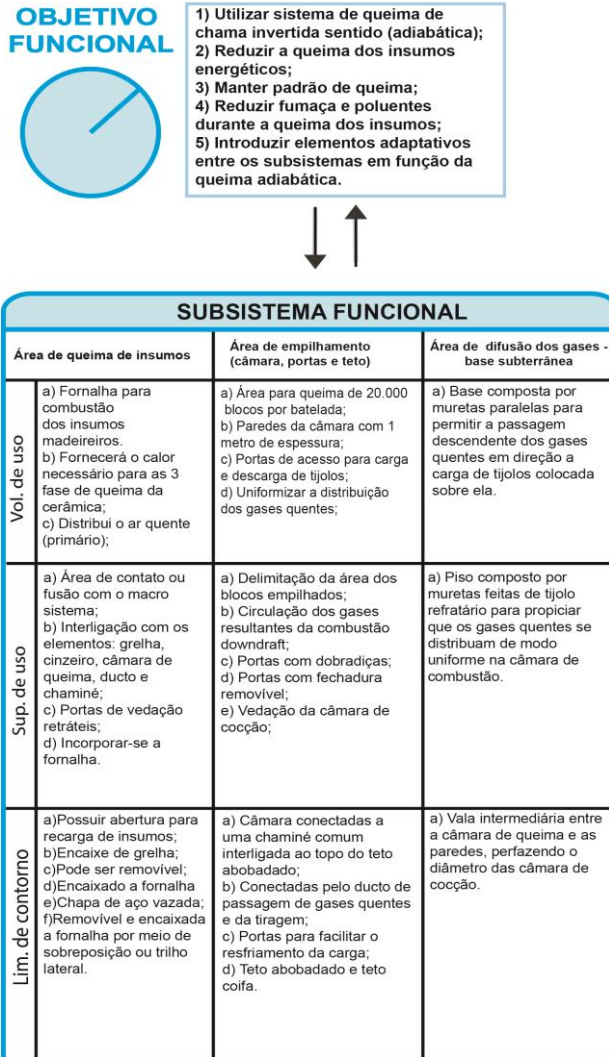 OBJETIVO
FUNCIONAL
1) Utilizar sistema de queima de
chama invertida sentido (adiabática);
2) Reduzir a queima dos insumos
energéticos;
3) Manter padrão de queima;
4) Reduzir fumaça e poluentes
durante a queima dos insumos;
5) Introduzir elementos adaptativos
entre os subsistemas em função da
queima adiabática.
SUBSISTEMA FUNCIONAL
Área de queima de insumos
Área de empilhamento
(câmara, portas e teto)
Área de difusão dos gases -
base subterrânea
Vol. de uso
a) Fornalha para
combustão
dos insumos
madeireiros.
b) Fornecerá o calor
necessário para as 3
fase de queima da
cerâmica;
c) Distribui o ar quente
(primário);
a) Área para queima de 20.000
blocos por batelada;
b) Paredes da câmara com 1
metro de espessura;
c) Portas de acesso para carga
e descarga de tijolos;
d) Uniformizar a distribuição
dos gases quentes;
a) Base composta por
muretas paralelas para
permitir a passagem
descendente dos gases
quentes em direção a
carga de tijolos colocada
sobre ela.
Sup. de uso
a) Área de contato ou
fusão com o macro
sistema;
b) Interligação com os
elementos: grelha,
cinzeiro, câmara de
queima, ducto e
chaminé;
c) Portas de vedação
retráteis;
d) Incorporar-se a
fornalha.
a) Delimitação da área dos
blocos empilhados;
b) Circulação dos gases
resultantes da combustão
downdraft;
c) Portas com dobradiças;
d) Portas com fechadura
removível;
e) Vedação da câmara de
cocção;
a) Piso composto por
muretas feitas de tijolo
refratário para propiciar
que os gases quentes se
distribuam de modo
uniforme na câmara de
combustão.
Lim. de contorno
a)Possuir abertura para
recarga de insumos;
b)Encaixe de grelha;
c)Pode ser removível;
d)Encaixado a fornalha
e)Chapa de aço vazada;
f)Removível e encaixada
a fornalha por meio de
sobreposição ou trilho
lateral.
a) Câmara conectadas a
uma chaminé comum
interligada ao topo do teto
abobadado;
b) Conectadas pelo ducto de
passagem de gases quentes
e da tiragem;
c) Portas para facilitar o
resfriamento da carga;
d) Teto abobadado e teto
coifa.
a) Vala intermediária entre
a câmara de queima e as
paredes, perfazendo o
diâmetro das câmara de
cocção.